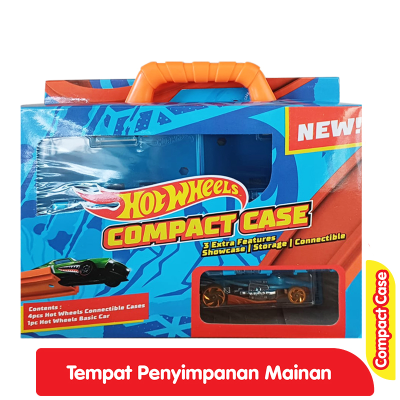 NEW!
HOT WHEELS
COMPACT CASE
3 Extra Features
Showcase | Storage | Connectible
Contents :
4pcs Hot Wheels Connectible Cases
1pc Hot Wheels Basic Car
Compact Case
Tempat Penyimpanan Mainan